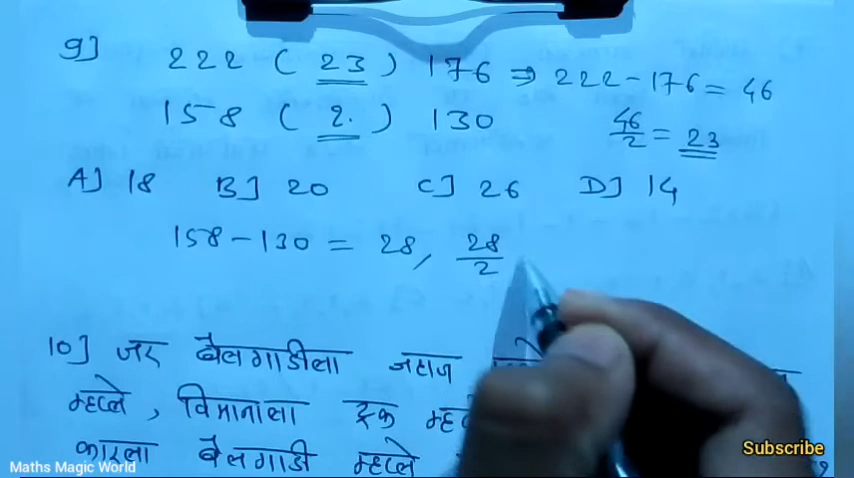 9] 222 ( 23 ) 176 ⇒ 222 - 176 = 46
158 ( ? ) 130 46/2 = 23
A] 18 B] 20 C] 26 D] 14
158 - 130 = 28, 28/2
10] जर बैलगाडीला जहाज
म्हटले, विमानाला ट्रक
कारला बैलगाडी म्हटले
Subscribe
Maths Magic World